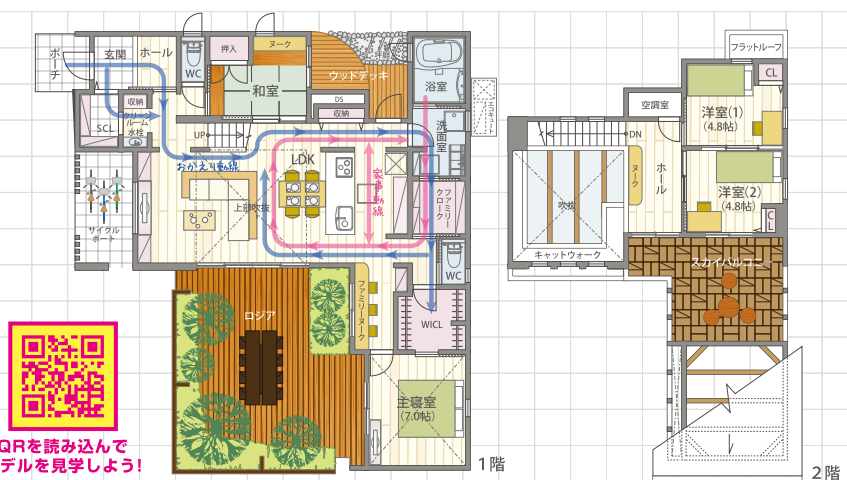 ポーチ
玄関
ホール
WC
押入
ヌーク
和室
ウッドデッキ
浴室
フラットルーフ
CL
収納
SCL
クリーンルーム
水栓
UP
DS
収納
洗面室
空調室
洋室(1)
(4.8帖)
DN
LDK
おかえり動線
家事動線
上部吹抜
ファミリークローク
吹抜
ヌーク
ホール
洋室(2)
(4.8帖)
CL
サイクルポート
キャットウォーク
スカイバルコニー
WC
ロジア
ファミリーヌーク
WICL
主寝室
(7.0帖)
QRを読み込んで
デルを見学しよう!
1階
2階